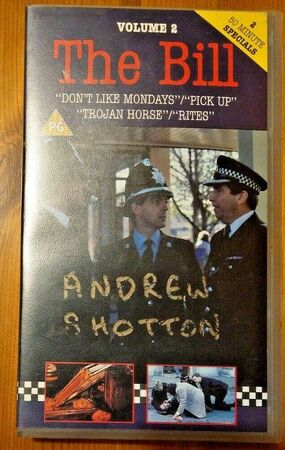 VOLUME 2
2
50 MINUTE
SPECIALS
The Bill
"DON'T LIKE MONDAYS"/"PICK UP"
"TROJAN HORSE"/"RITES"
PG
ANDREW
SHOTTON